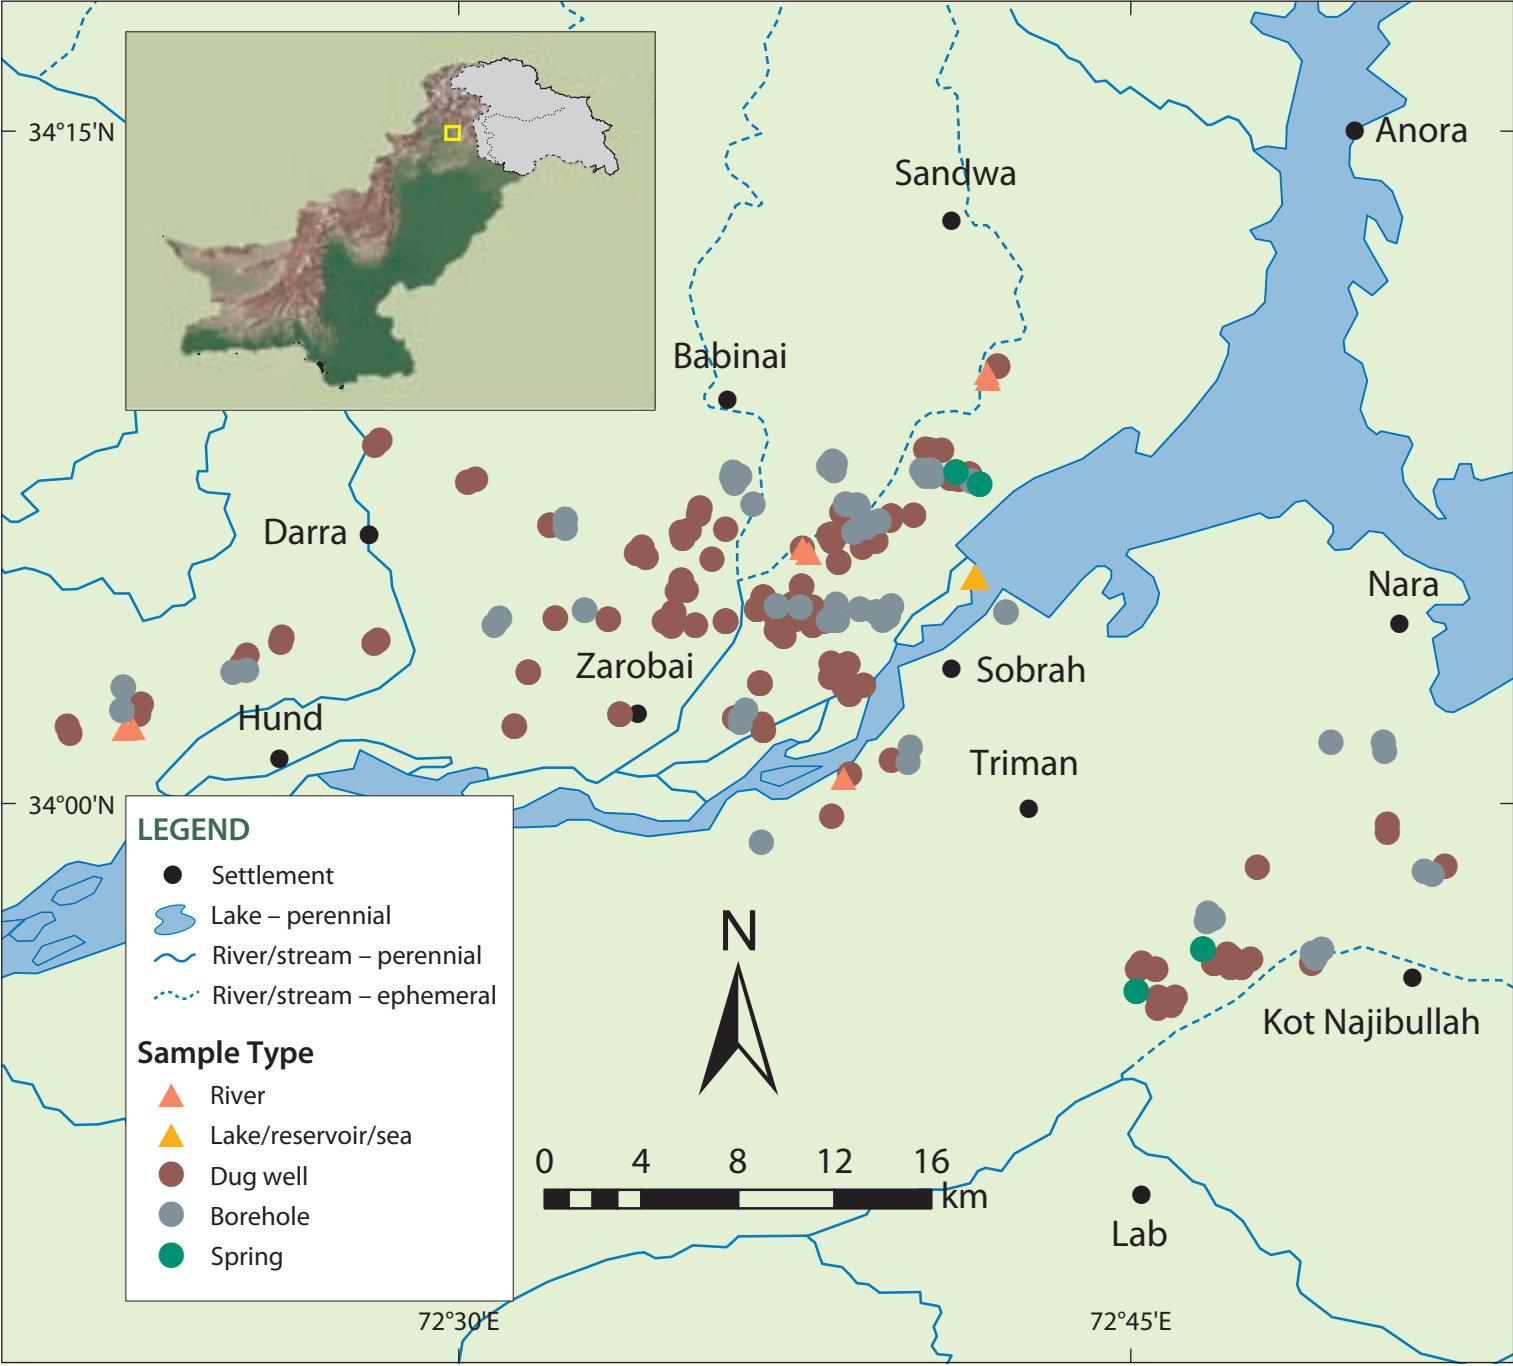 34°15'N
Anora
Sandwa
Babinai
Darra
Nara
Zarobai
Sobrah
Hund
Triman
34°00'N
LEGEND
Settlement
Lake – perennial
River/stream – perennial
River/stream – ephemeral
Sample Type
River
Lake/reservoir/sea
Dug well
Borehole
Spring
N
Kot Najibullah
0 4 8 12 16
km
Lab
72°30'E
72°45'E